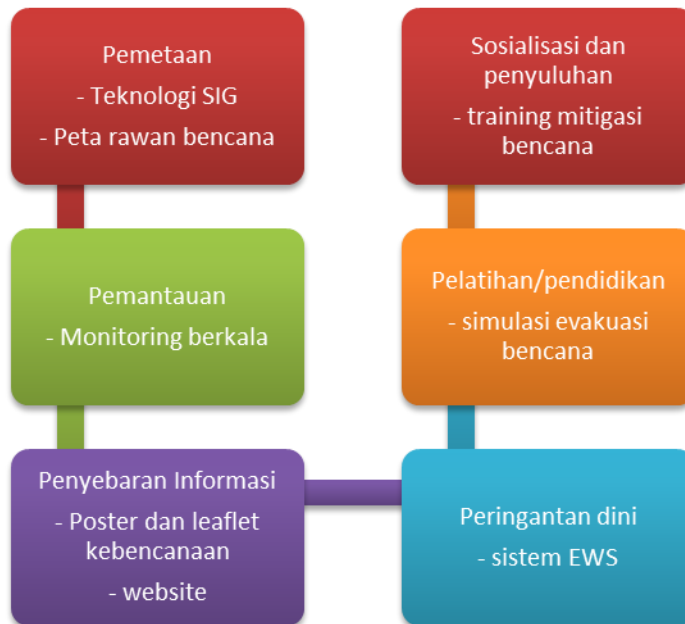 Pemetaan
- Teknologi SIG
- Peta rawan bencana
Pemantauan
- Monitoring berkala
Penyebaran Informasi
- Poster dan leaflet
kebencanaan
- website
Peringantan dini
- sistem EWS
Pelatihan/pendidikan
- simulasi evakuasi
bencana
Sosialisasi dan
penyuluhan
- training mitigasi
bencana